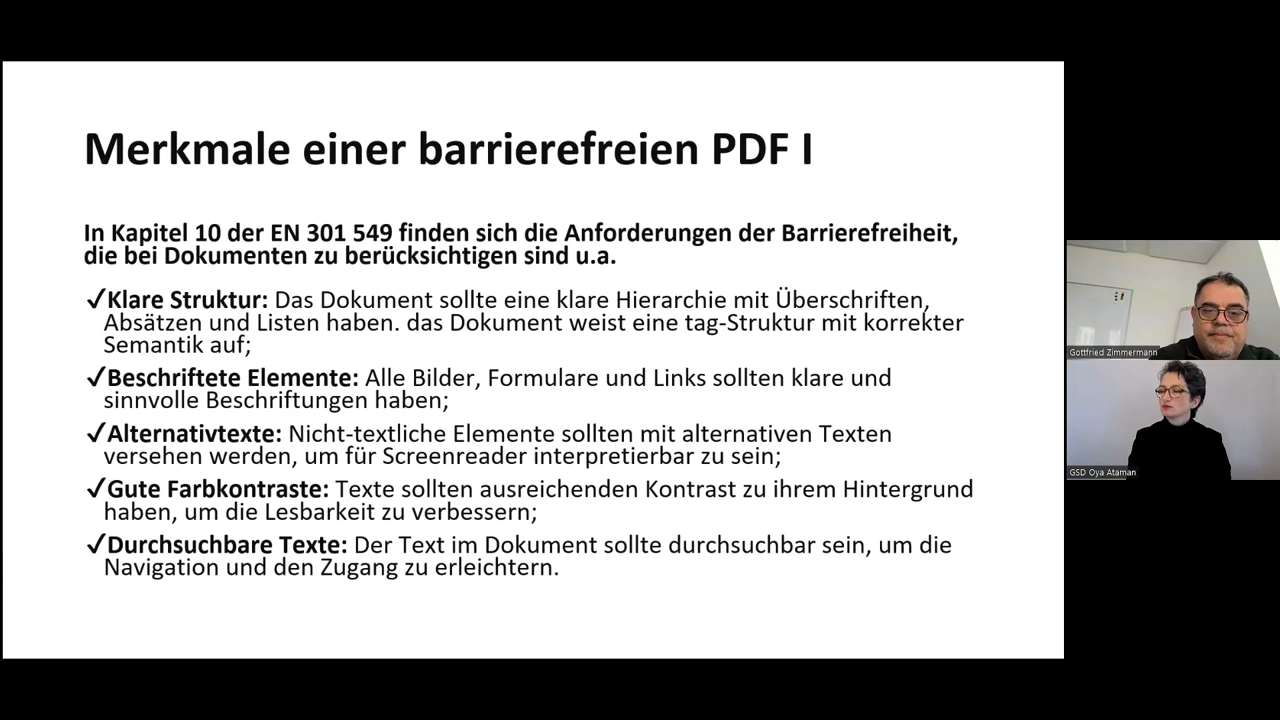 Merkmale einer barrierefreien PDF I
In Kapitel 10 der EN 301 549 finden sich die Anforderungen der Barrierefreiheit,
die bei Dokumenten zu berücksichtigen sind u.a.
✓Klare Struktur: Das Dokument sollte eine klare Hierarchie mit Überschriften,
Absätzen und Listen haben. das Dokument weist eine tag-Struktur mit korrekter
Semantik auf;
✓Beschriftete Elemente: Alle Bilder, Formulare und Links sollten klare und
sinnvolle Beschriftungen haben;
✓Alternativtexte: Nicht-textliche Elemente sollten mit alternativen Texten
versehen werden, um für Screenreader interpretierbar zu sein;
✓Gute Farbkontraste: Texte sollten ausreichenden Kontrast zu ihrem Hintergrund
haben, um die Lesbarkeit zu verbessern;
✓Durchsuchbare Texte: Der Text im Dokument sollte durchsuchbar sein, um die
Navigation und den Zugang zu erleichtern.
Gottfried Zimmermann
GSD Oya Ataman